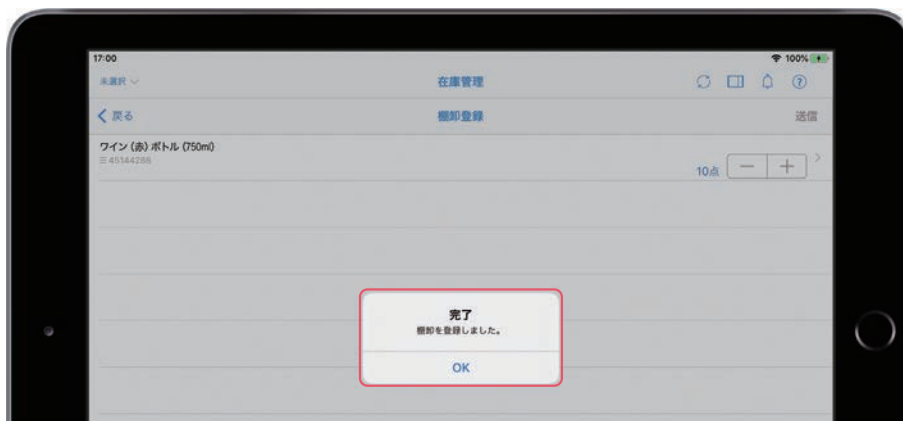 17:00
100%
未選択
在庫管理
戻る
棚卸登録
送信
ワイン (赤) ボトル (750ml)
45144266
10点
完了
棚卸を登録しました。
OK